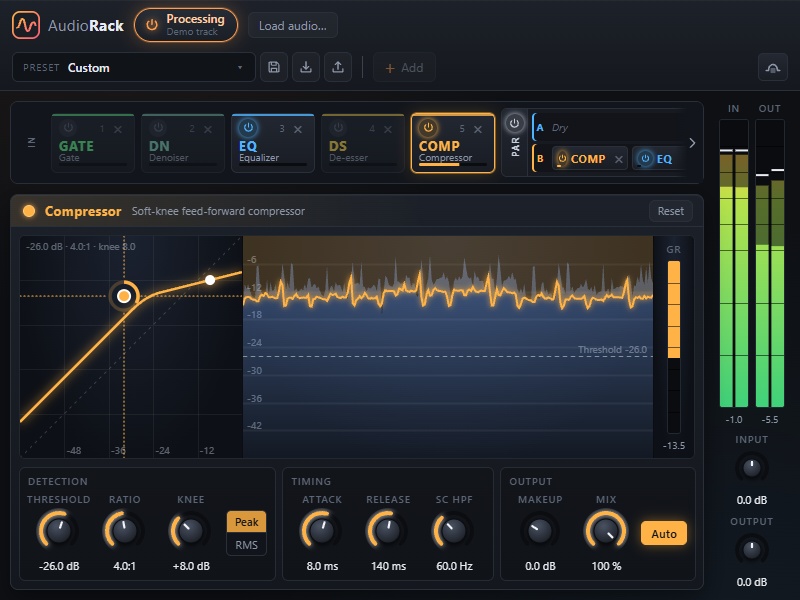 AudioRack
Processing
Demo track
Load audio...
PRESET Custom
+ Add
IN
1
GATE
Gate
2
DN
Denoiser
3
EQ
Equalizer
4
DS
De-esser
5
COMP
Compressor
PAR
A Dry
B COMP EQ
Compressor Soft-knee feed-forward compressor
Reset
-26.0 dB · 4.0:1 · knee 8.0
-48 -36 -24 -12
-6
-12
-18
-24
-30
-36
-42
Threshold -26.0
GR
-13.5
DETECTION
THRESHOLD RATIO KNEE
Peak
RMS
-26.0 dB 4.0:1 +8.0 dB
TIMING
ATTACK RELEASE SC HPF
8.0 ms 140 ms 60.0 Hz
OUTPUT
MAKEUP MIX
Auto
0.0 dB 100 %
IN OUT
-1.0 -5.5
INPUT
0.0 dB
OUTPUT
0.0 dB